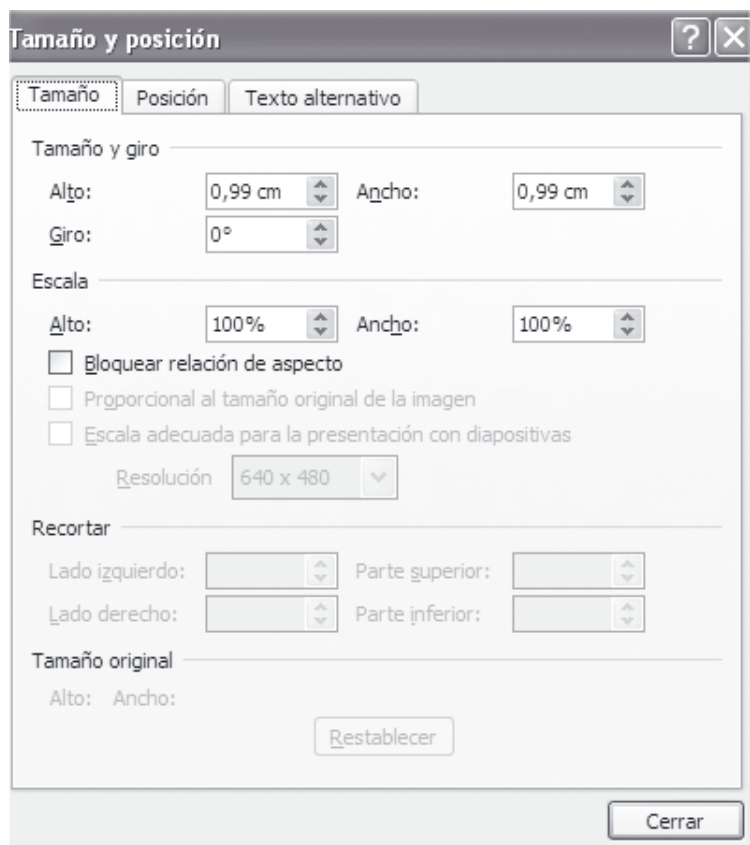 Tamaño y posición
Tamaño Posición Texto alternativo
Tamaño y giro
Alto: 0,99 cm Ancho: 0,99 cm
Giro: 0°
Escala
Alto: 100% Ancho: 100%
Bloquear relación de aspecto
Proporcional al tamaño original de la imagen
Escala adecuada para la presentación con diapositivas
Resolución 640 x 480
Recortar
Lado izquierdo: Parte superior:
Lado derecho: Parte inferior:
Tamaño original
Alto: Ancho:
Restablecer
Cerrar